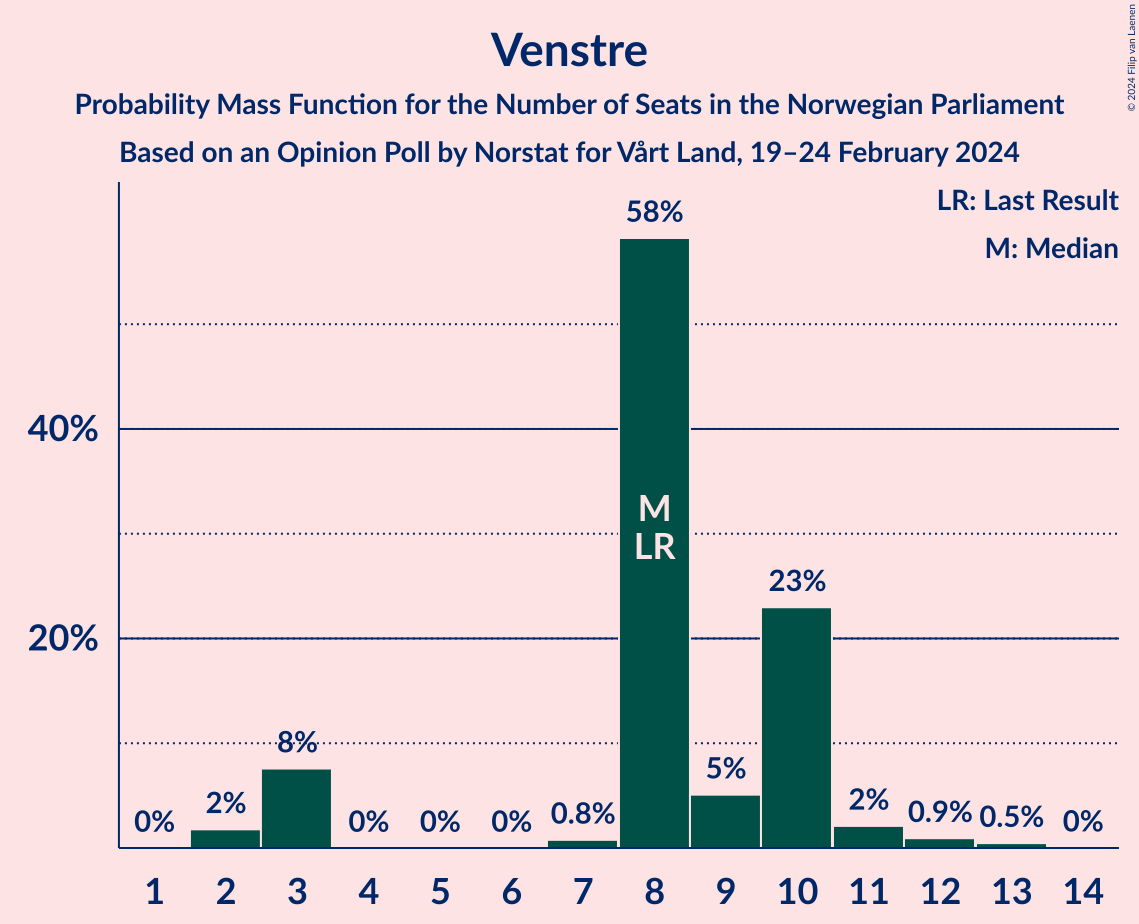 Venstre
Probability Mass Function for the Number of Seats in the Norwegian Parliament
Based on an Opinion Poll by Norstat for Vårt Land, 19–24 February 2024
© 2024 Filip van Laenen
LR: Last Result
M: Median
58%
40%
M
LR
23%
20%
8%
5%
0%
2%
0%
0%
0%
0.8%
2%
0.9%
0.5%
0%
1 2 3 4 5 6 7 8 9 10 11 12 13 14